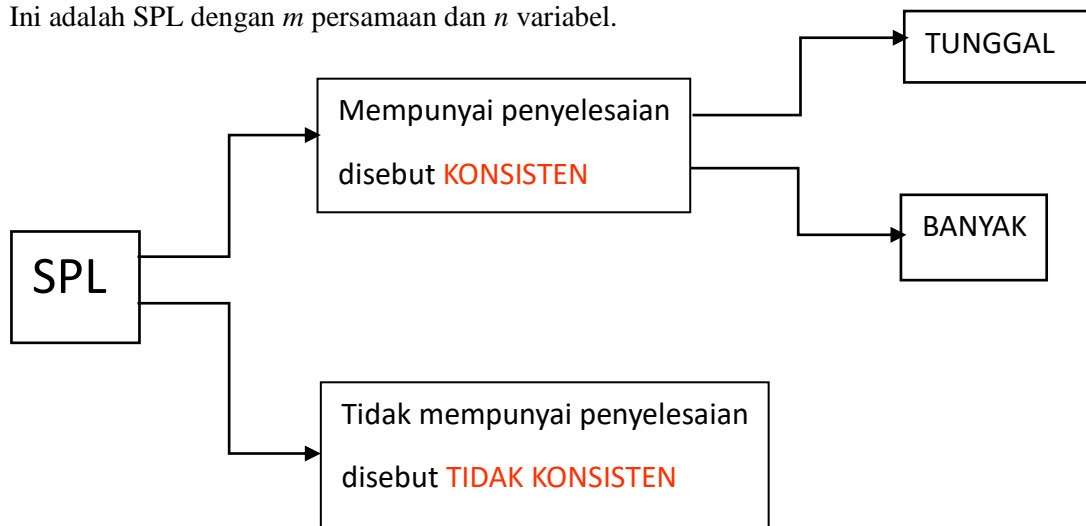 Ini adalah SPL dengan m persamaan dan n variabel.
TUNGGAL
Mempunyai penyelesaian
disebut KONSISTEN
BANYAK
SPL
Tidak mempunyai penyelesaian
disebut TIDAK KONSISTEN